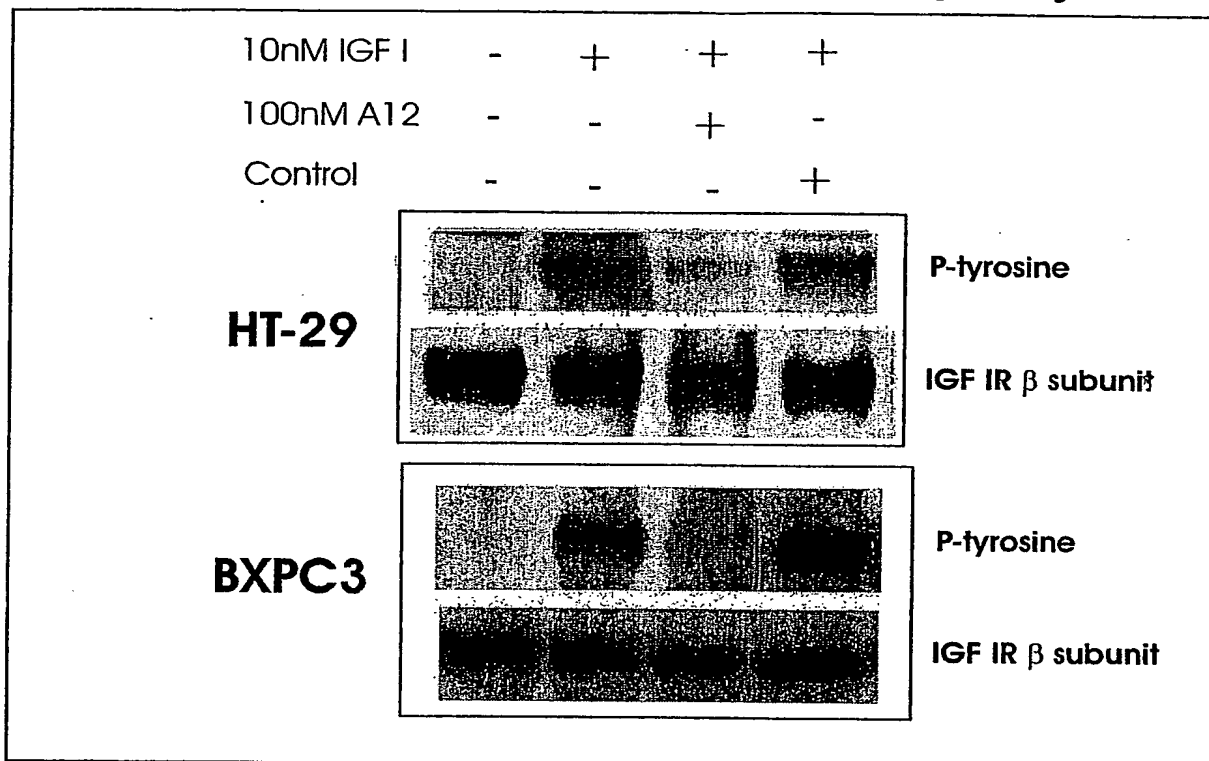 10nM IGF I - + + +
100nM A12 - - + -
Control - - - +
P-tyrosine
HT-29
IGF IR β subunit
P-tyrosine
BXPC3
IGF IR β subunit